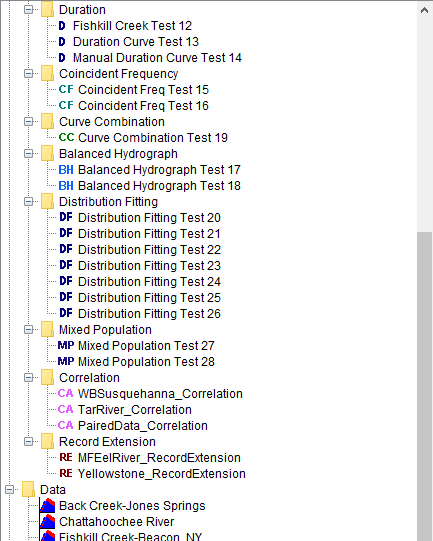 Duration
D Fishkill Creek Test 12
D Duration Curve Test 13
D Manual Duration Curve Test 14
Coincident Frequency
CF Coincident Freq Test 15
CF Coincident Freq Test 16
Curve Combination
CC Curve Combination Test 19
Balanced Hydrograph
BH Balanced Hydrograph Test 17
BH Balanced Hydrograph Test 18
Distribution Fitting
DF Distribution Fitting Test 20
DF Distribution Fitting Test 21
DF Distribution Fitting Test 22
DF Distribution Fitting Test 23
DF Distribution Fitting Test 24
DF Distribution Fitting Test 25
DF Distribution Fitting Test 26
Mixed Population
MP Mixed Population Test 27
MP Mixed Population Test 28
Correlation
CA WBSusquehanna_Correlation
CA TarRiver_Correlation
CA PairedData_Correlation
Record Extension
RE MFEelRiver_RecordExtension
RE Yellowstone_RecordExtension
Data
Back Creek-Jones Springs
Chattahoochee River
Fishkill Creek-Beacon, NY